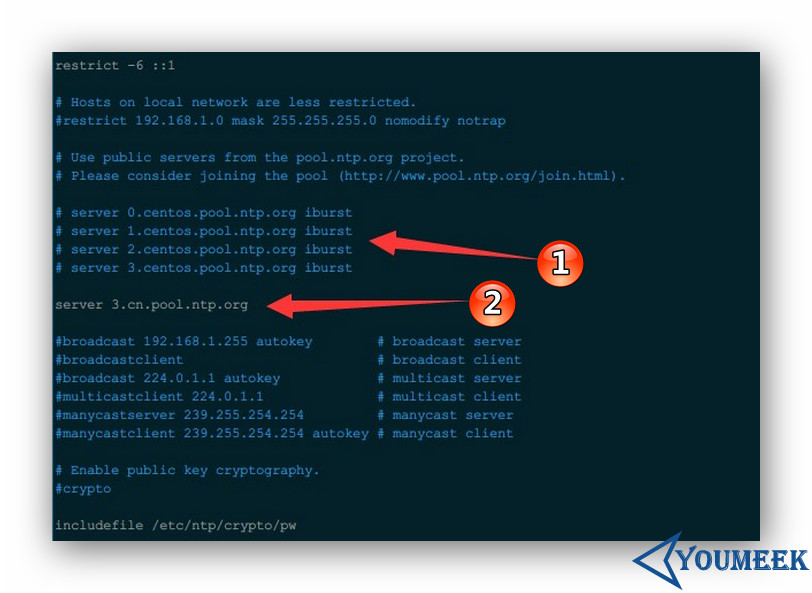 restrict -6 ::1
# Hosts on local network are less restricted.
#restrict 192.168.1.0 mask 255.255.255.0 nomodify notrap
# Use public servers from the pool.ntp.org project.
# Please consider joining the pool (http://www.pool.ntp.org/join.html).
# server 0.centos.pool.ntp.org iburst
# server 1.centos.pool.ntp.org iburst
# server 2.centos.pool.ntp.org iburst
# server 3.centos.pool.ntp.org iburst
1
server 3.cn.pool.ntp.org
2
#broadcast 192.168.1.255 autokey # broadcast server
#broadcastclient # broadcast client
#broadcast 224.0.1.1 autokey # multicast server
#multicastclient 224.0.1.1 # multicast client
#manycastserver 239.255.254.254 # manycast server
#manycastclient 239.255.254.254 autokey # manycast client
# Enable public key cryptography.
#crypto
includefile /etc/ntp/crypto/pw
YOUMEEK